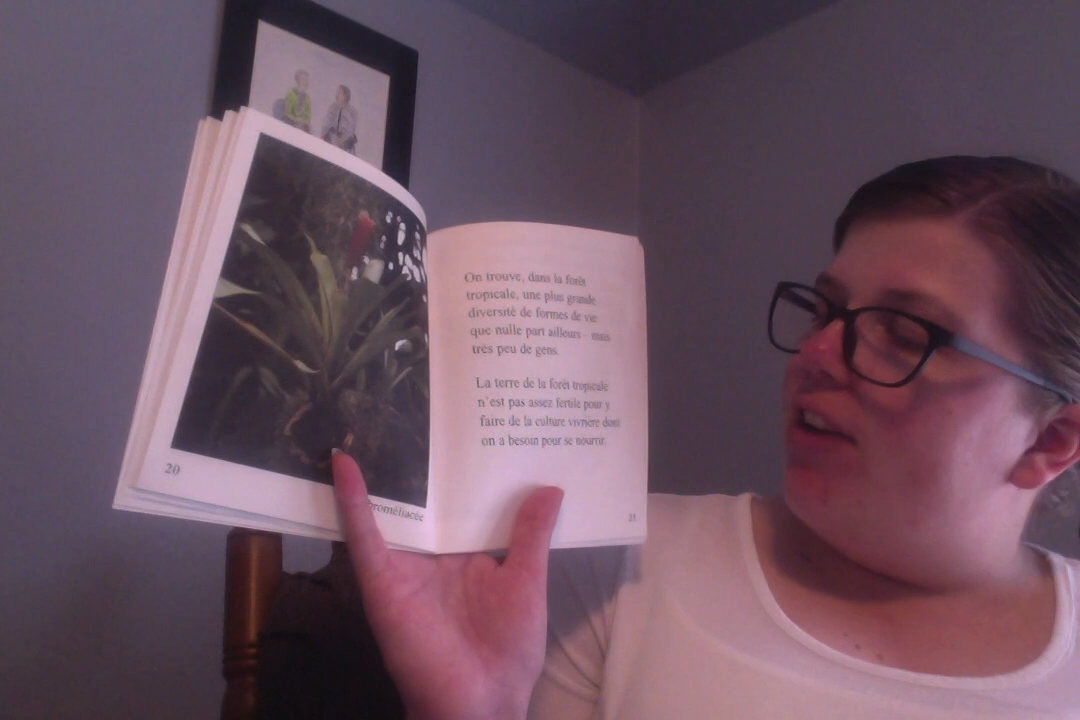 20
broméliacée
On trouve, dans la forêt
tropicale, une plus grande
diversité de formes de vie
que nulle part ailleurs – mais
très peu de gens.
La terre de la forêt tropicale
n'est pas assez fertile pour y
faire de la culture vivrière dont
on a besoin pour se nourrir.
21